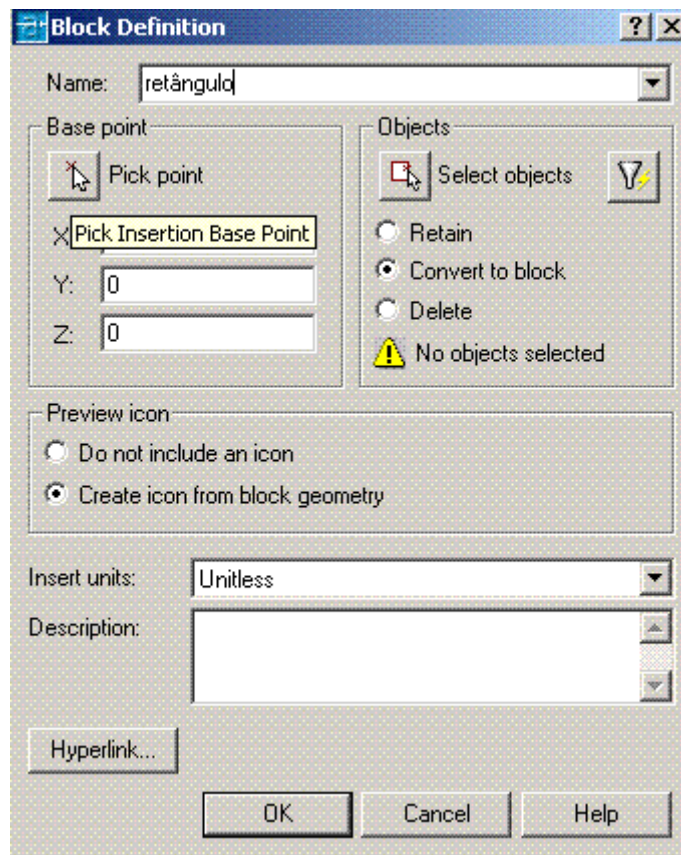 Block Definition
Name: retângulo
Base point
Pick point
Pick Insertion Base Point
X
Y: 0
Z: 0
Objects
Select objects
Retain
Convert to block
Delete
No objects selected
Preview icon
Do not include an icon
Create icon from block geometry
Insert units: Unitless
Description:
Hyperlink...
OK Cancel Help